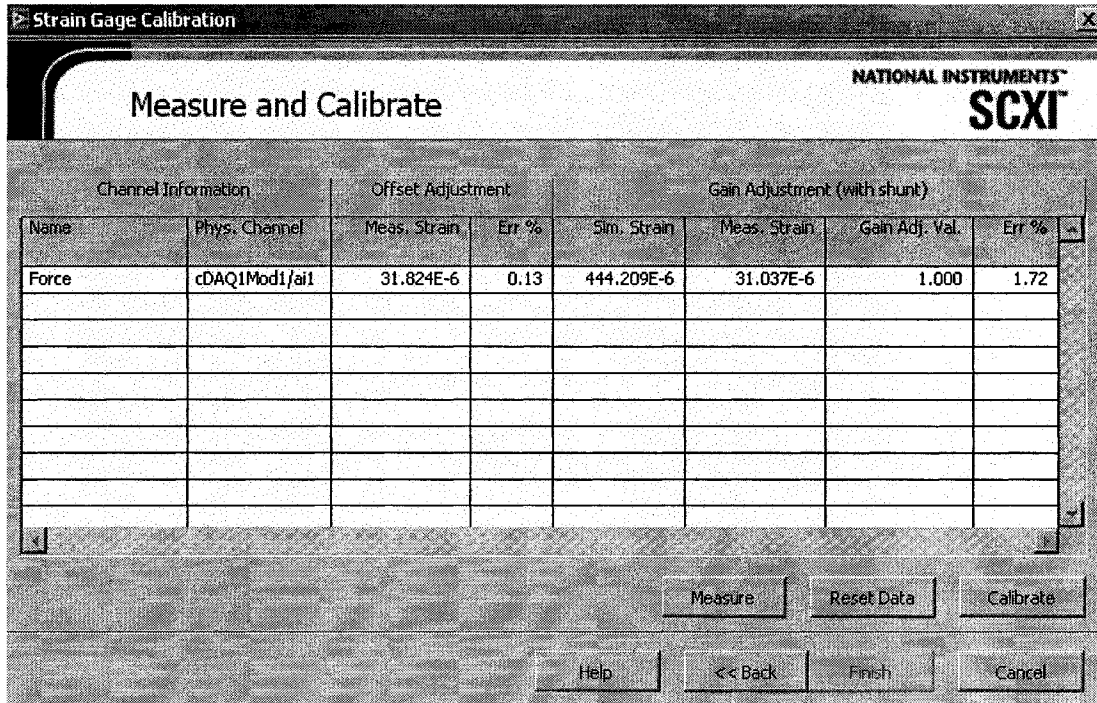 Strain Gage Calibration
NATIONAL INSTRUMENTS™
SCXI™
Measure and Calibrate
Channel Information Offset Adjustment Gain Adjustment (with shunt)
Name Phys. Channel Meas. Strain Err % Sim. Strain Meas. Strain Gain Adj. Val. Err %
Force cDAQ1Mod1/ai1 31.824E-6 0.13 444.209E-6 31.037E-6 1.000 1.72
Measure Reset Data Calibrate
Help << Back Finish Cancel